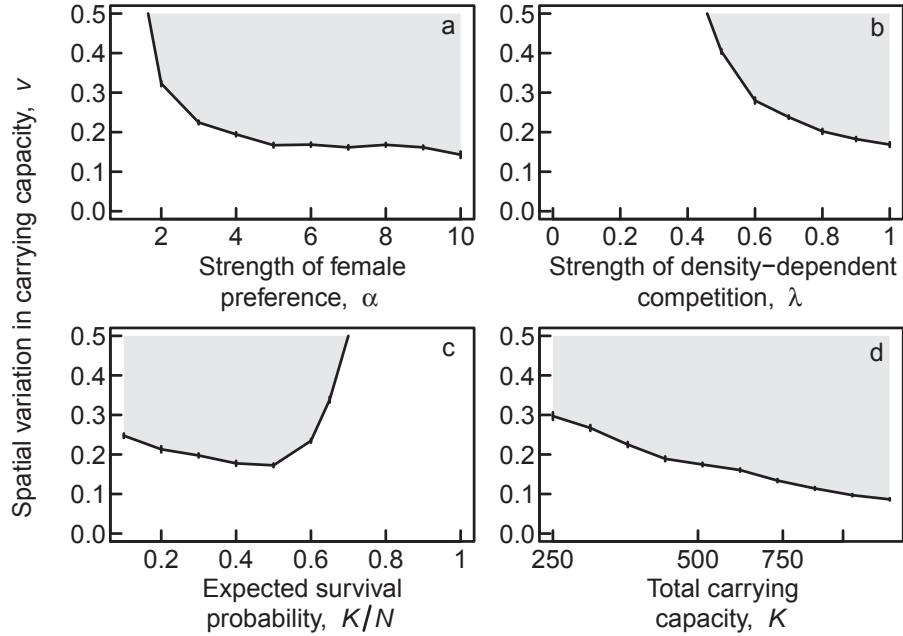 Spatial variation in carrying capacity, v
0.5
0.4
0.3
0.2
0.1
0.0
a
2 4 6 8 10
Strength of female
preference, α
0.5
0.4
0.3
0.2
0.1
0.0
b
0 0.2 0.4 0.6 0.8 1
Strength of density−dependent
competition, λ
0.5
0.4
0.3
0.2
0.1
0.0
c
0.2 0.4 0.6 0.8 1
Expected survival
probability, K/N
0.5
0.4
0.3
0.2
0.1
0.0
d
250 500 750
Total carrying
capacity, K